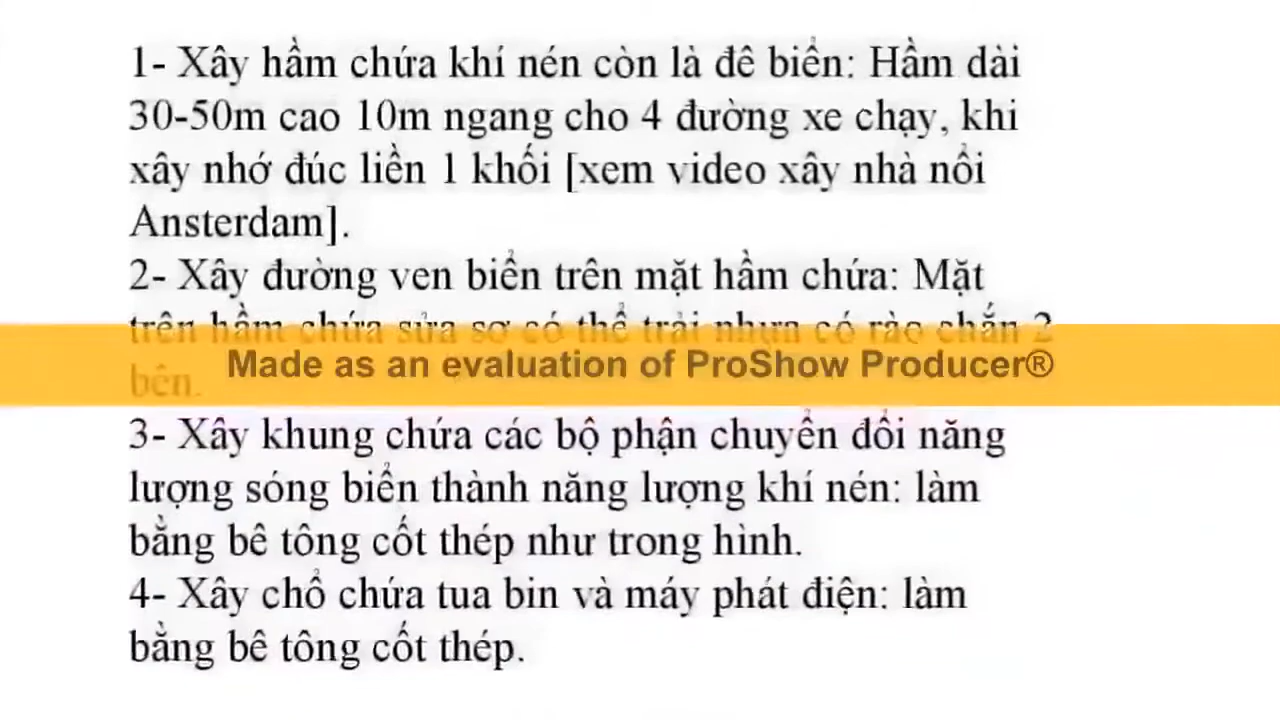 1- Xây hầm chứa khí nén còn là đê biển: Hầm dài
30-50m cao 10m ngang cho 4 đường xe chạy, khi
xây nhớ đúc liền 1 khối [xem video xây nhà nổi
Ansterdam].
2- Xây đường ven biển trên mặt hầm chứa: Mặt
trên hầm chứa sửa sơ có thể trải nhựa có rào chắn 2
bên.
Made as an evaluation of ProShow Producer®
3- Xây khung chứa các bộ phận chuyển đổi năng
lượng sóng biển thành năng lượng khí nén: làm
bằng bê tông cốt thép như trong hình.
4- Xây chổ chứa tua bin và máy phát điện: làm
bằng bê tông cốt thép.